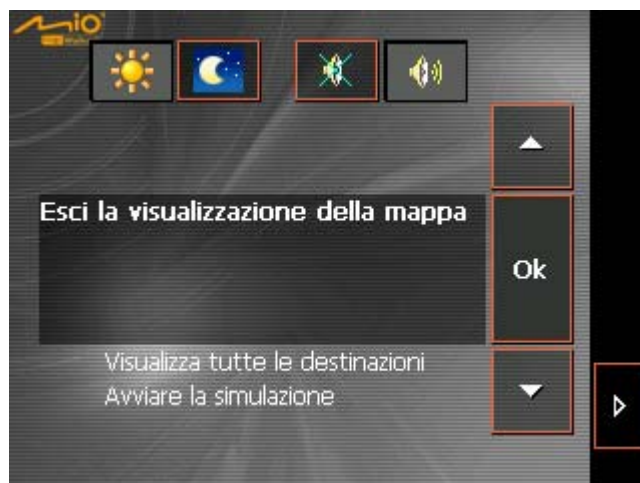 Mio
Esci la visualizzazione della mappa
Ok
Visualizza tutte le destinazioni
Avviare la simulazione